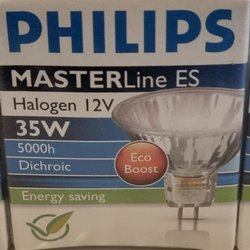 PHILIPS
MASTERLine ES
Halogen 12V
35W
5000h
Dichroic
Eco
Boost
Energy saving